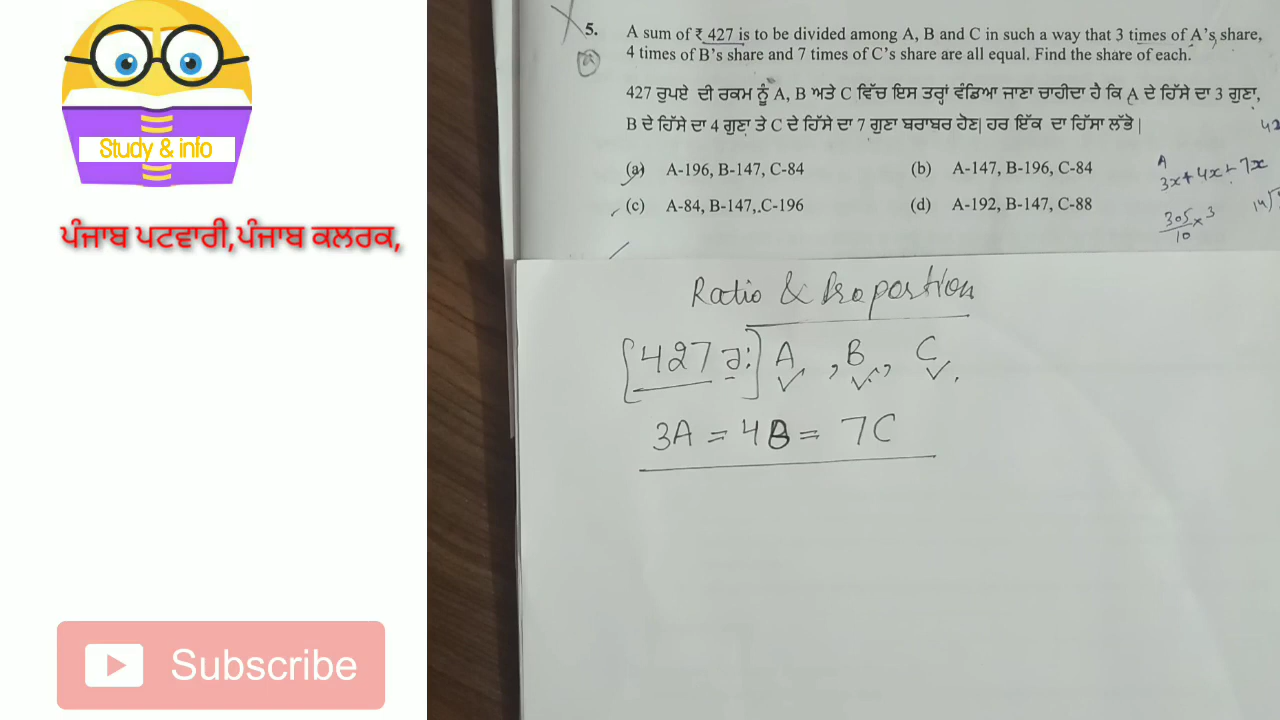 Study & info
ਪੰਜਾਬ ਪਟਵਾਰੀ,ਪੰਜਾਬ ਕਲਰਕ,
Subscribe
5. A sum of ₹ 427 is to be divided among A, B and C in such a way that 3 times of A's share,
4 times of B's share and 7 times of C's share are all equal. Find the share of each.
427 ਰੁਪਏ ਦੀ ਰਕਮ ਨੂੰ A, B ਅਤੇ C ਵਿੱਚ ਇਸ ਤਰ੍ਹਾਂ ਵੰਡਿਆ ਜਾਣਾ ਚਾਹੀਦਾ ਹੈ ਕਿ A ਦੇ ਹਿੱਸੇ ਦਾ 3 ਗੁਣਾ,
B ਦੇ ਹਿੱਸੇ ਦਾ 4 ਗੁਣਾ ਤੇ C ਦੇ ਹਿੱਸੇ ਦਾ 7 ਗੁਣਾ ਬਰਾਬਰ ਹੋਣ| ਹਰ ਇੱਕ ਦਾ ਹਿੱਸਾ ਲੱਭੋ |
(a) A-196, B-147, C-84 (b) A-147, B-196, C-84
(c) A-84, B-147, C-196 (d) A-192, B-147, C-88
A
3x+4x+7x
305/10 × 3
Ratio & Proportion
[427 ਰੁ:] A , B , C .
3A = 4B = 7C